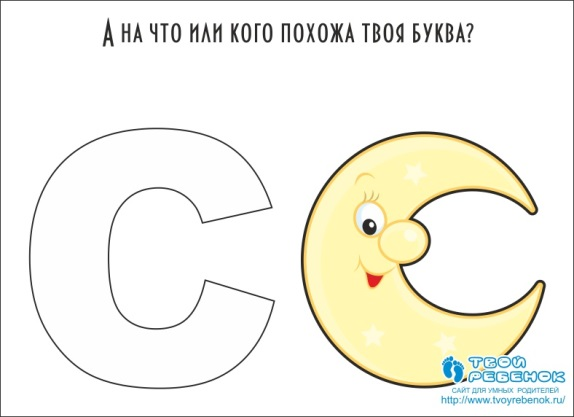 А НА ЧТО ИЛИ КОГО ПОХОЖА ТВОЯ БУКВА?
С
ТВОЙ
РЕБЕНОК
САЙТ ДЛЯ УМНЫХ РОДИТЕЛЕЙ
http://www.tvoyrebenok.ru/